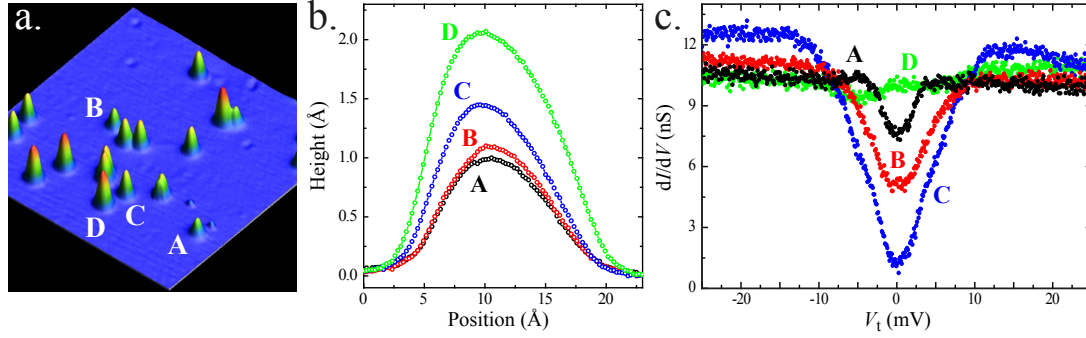 a.
B
D
C
A
b.
Height (Å)
2.0
1.5
1.0
0.5
0.0
D
C
B
A
0
5
10
15
20
Position (Å)
c.
dI/dV (nS)
12
9
6
3
0
A
D
B
C
-20
-10
0
10
20
Vt (mV)